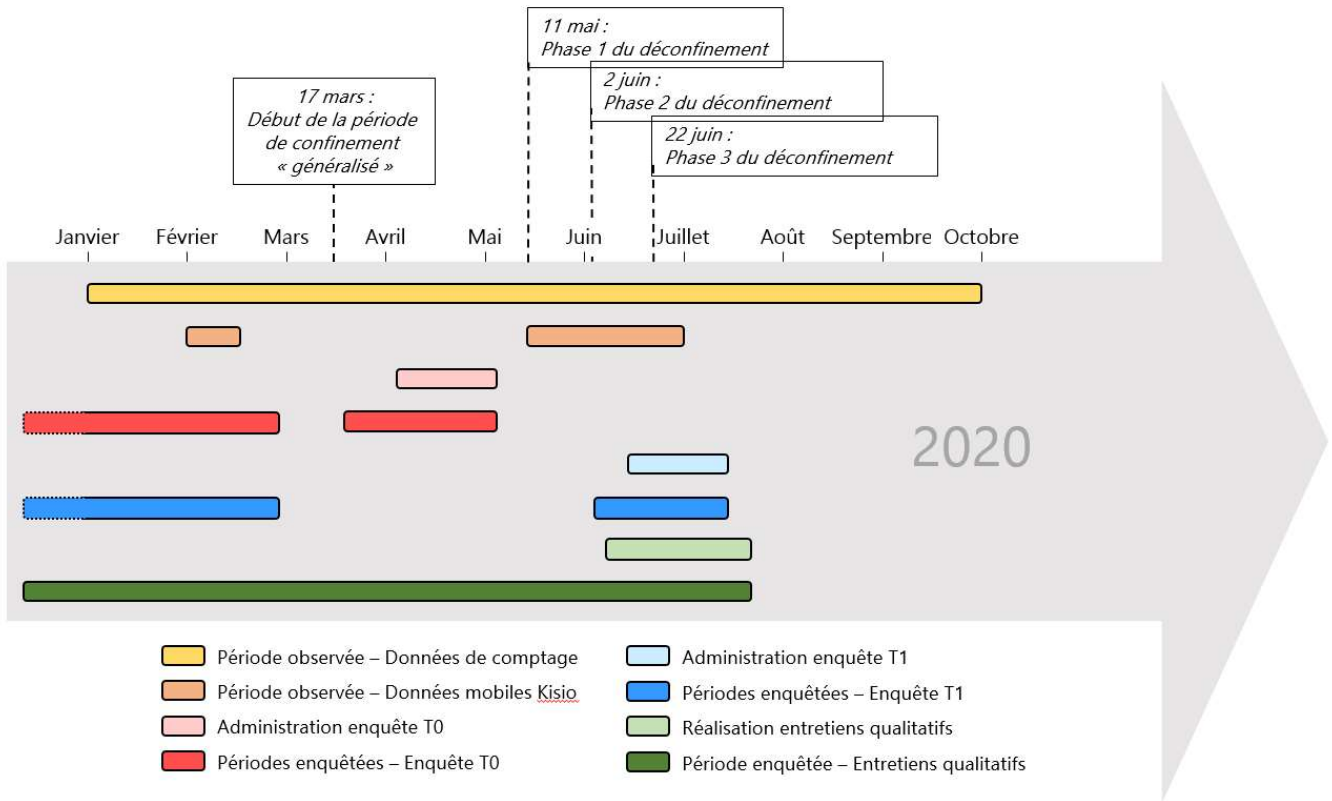 11 mai :
Phase 1 du déconfinement
2 juin :
Phase 2 du déconfinement
17 mars :
Début de la période
de confinement
« généralisé »
22 juin :
Phase 3 du déconfinement
Janvier Février Mars Avril Mai Juin Juillet Août Septembre Octobre
2020
Période observée – Données de comptage
Période observée – Données mobiles Kisio
Administration enquête T0
Périodes enquêtées – Enquête T0
Administration enquête T1
Périodes enquêtées – Enquête T1
Réalisation entretiens qualitatifs
Période enquêtée – Entretiens qualitatifs